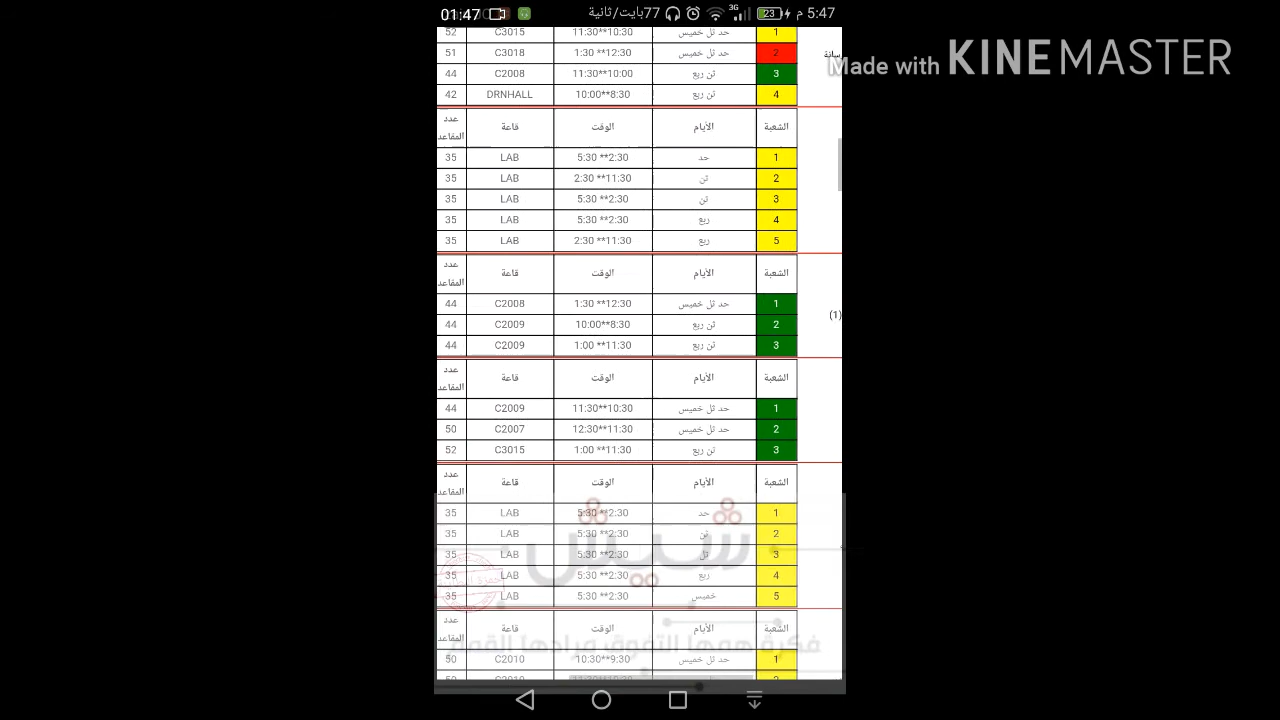 01:47 77بايت/ثانية 3G 23 5:47 م
Made with KINEMASTER
1 حد ثل خميس 10:30**11:30 C3015 52
2 حد ثل خميس 12:30** 1:30 C3018 51
3 ثن ربع 10:00**11:30 C2008 44
4 ثن ربع 8:30**10:00 DRNHALL 42
الشعبة الأيام الوقت قاعة عدد
المقاعد
1 حد 2:30** 5:30 LAB 35
2 ثن 11:30** 2:30 LAB 35
3 ثن 2:30** 5:30 LAB 35
4 ربع 2:30** 5:30 LAB 35
5 ربع 11:30** 2:30 LAB 35
الشعبة الأيام الوقت قاعة عدد
المقاعد
1 حد ثل خميس 12:30** 1:30 C2008 44
(1)
2 ثن ربع 8:30**10:00 C2009 44
3 ثن ربع 11:30** 1:00 C2009 44
الشعبة الأيام الوقت قاعة عدد
المقاعد
1 حد ثل خميس 10:30**11:30 C2009 44
2 حد ثل خميس 11:30**12:30 C2007 50
3 ثن ربع 11:30** 1:00 C3015 52
الشعبة الأيام الوقت قاعة عدد
المقاعد
1 حد 2:30** 5:30 LAB 35
2 ثن 2:30** 5:30 LAB 35
3 ثل 2:30** 5:30 LAB 35
4 ربع 2:30** 5:30 LAB 35
5 خميس 2:30** 5:30 LAB 35
الشعبة الأيام الوقت قاعة عدد
المقاعد
فكرة همها التفوق مرادها القمة
1 حد ثل خميس 9:30**10:30 C2010 50